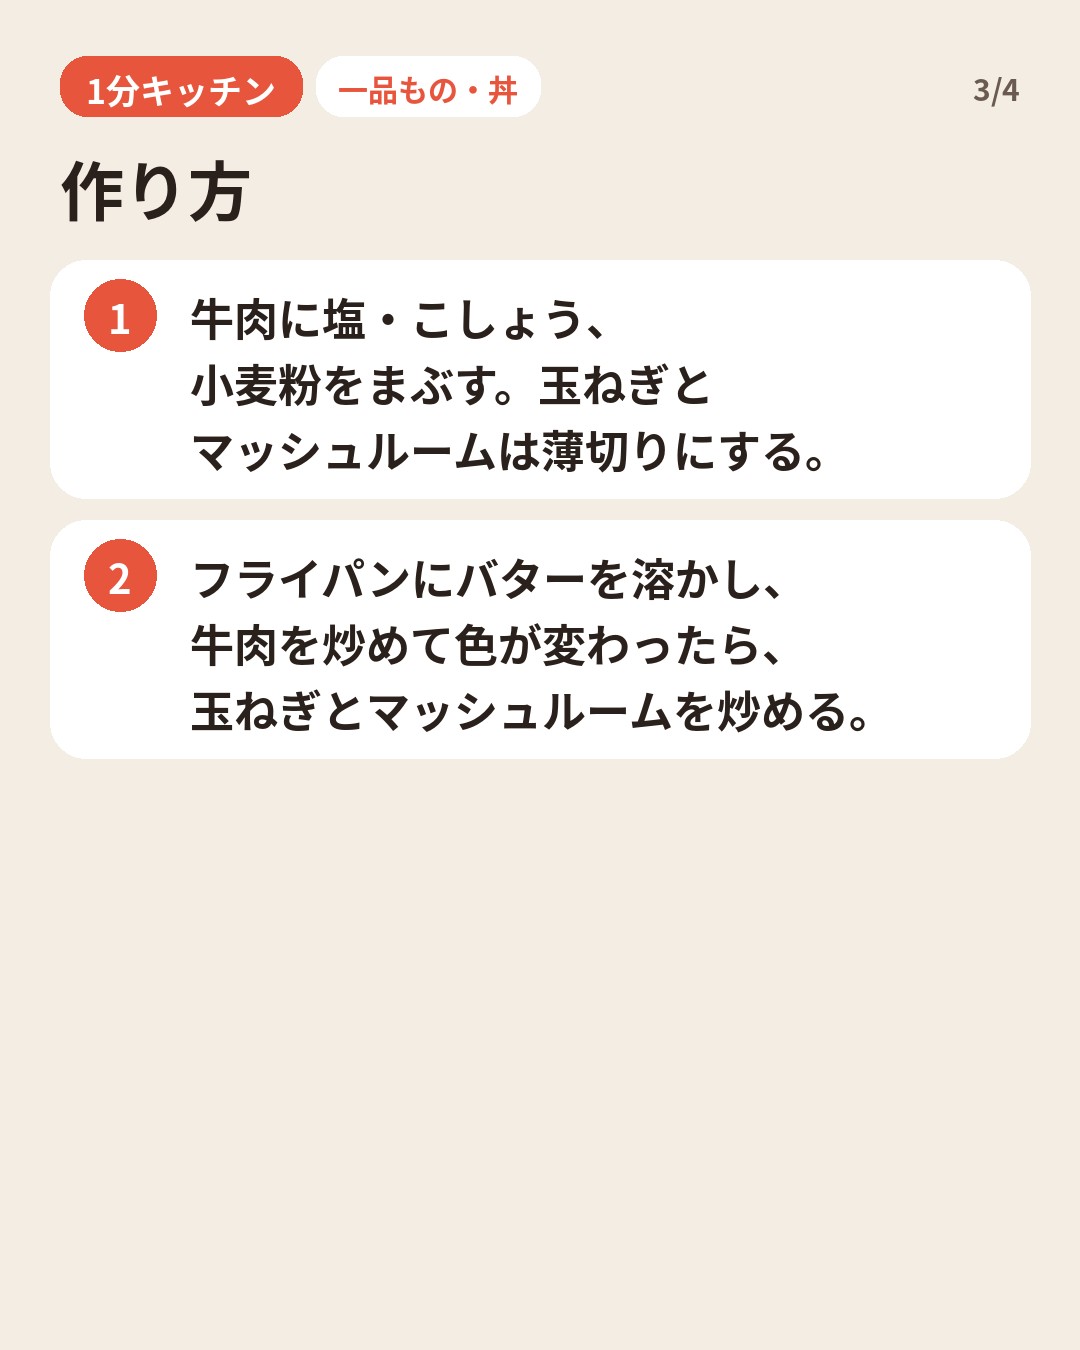 1分キッチン 一品もの・丼 3/4
作り方
1 牛肉に塩・こしょう、
小麦粉をまぶす。玉ねぎと
マッシュルームは薄切りにする。
2 フライパンにバターを溶かし、
牛肉を炒めて色が変わったら、
玉ねぎとマッシュルームを炒める。